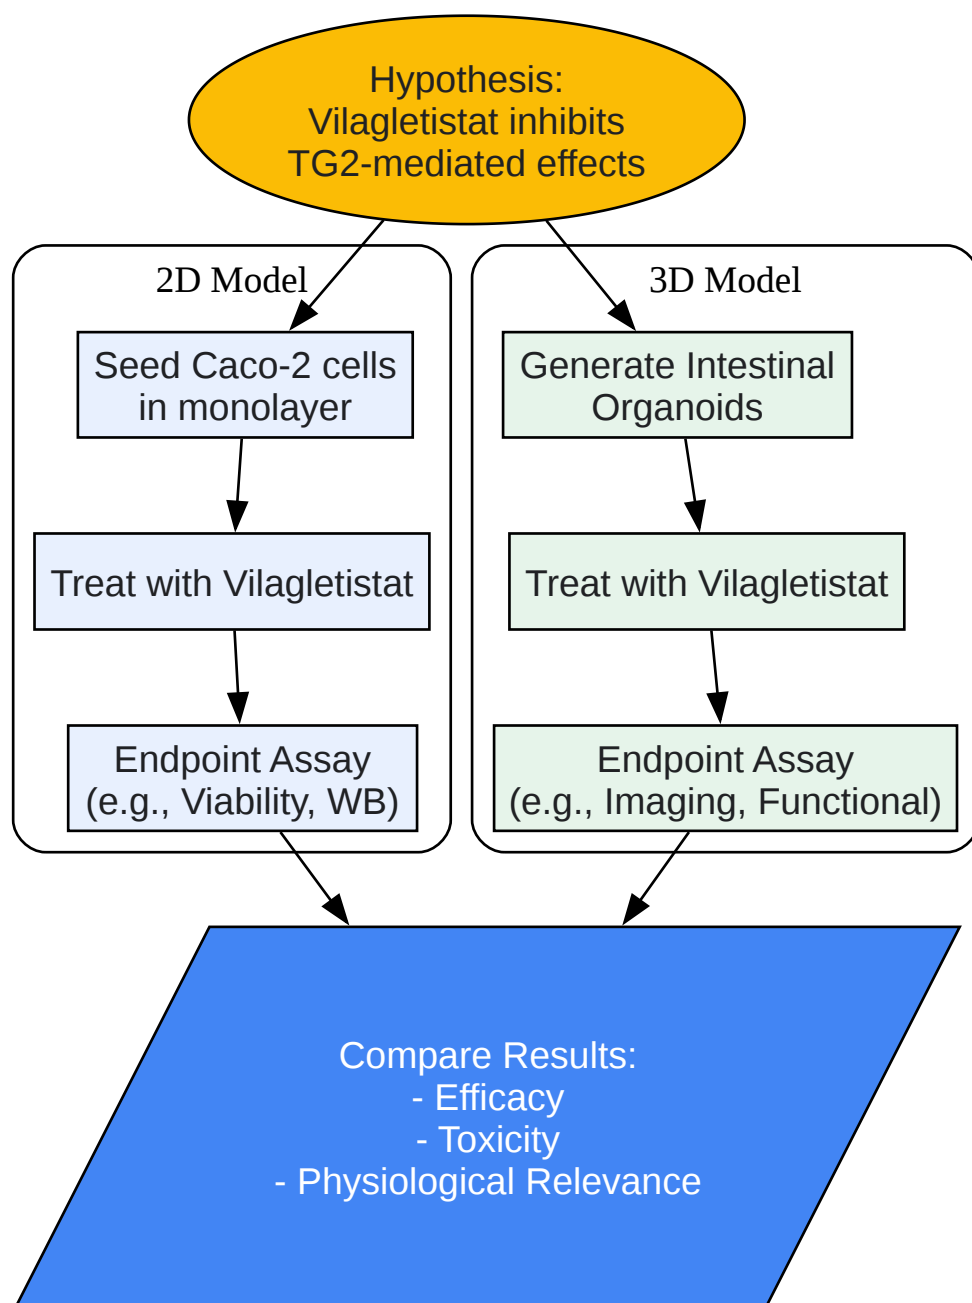 Hypothesis:
Vilagletistat inhibits
TG2-mediated effects
2D Model
Seed Caco-2 cells
in monolayer
Treat with Vilagletistat
Endpoint Assay
(e.g., Viability, WB)
3D Model
Generate Intestinal
Organoids
Treat with Vilagletistat
Endpoint Assay
(e.g., Imaging, Functional)
Compare Results:
- Efficacy
- Toxicity
- Physiological Relevance